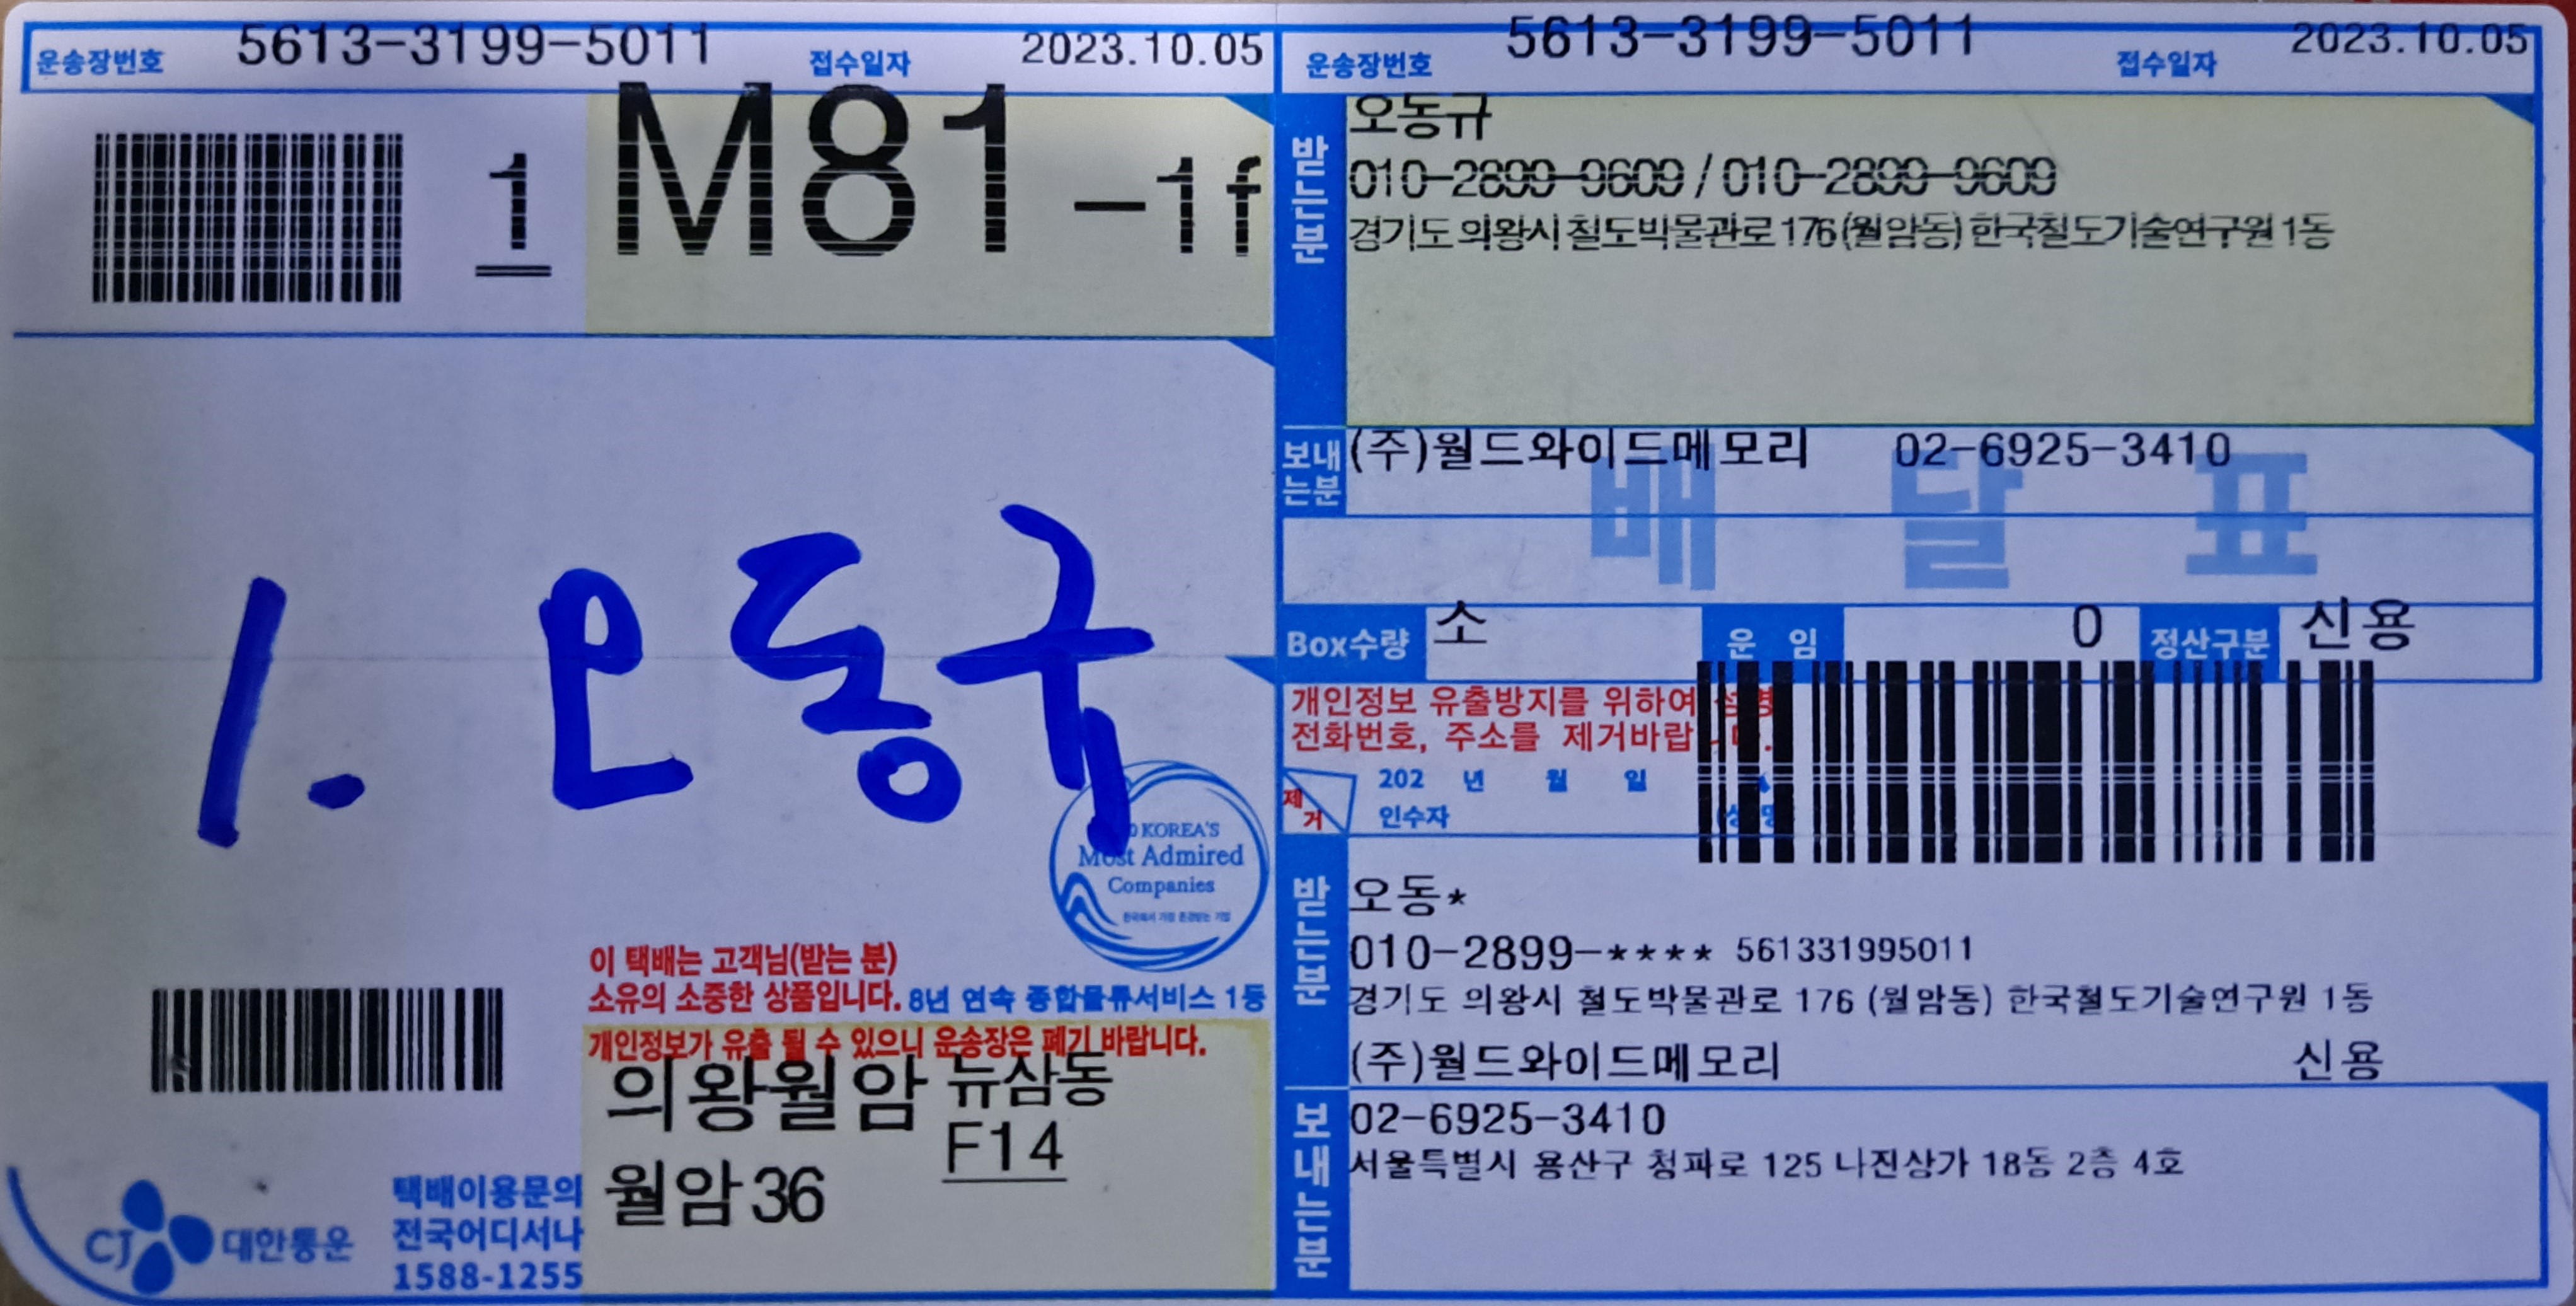 운송장번호 5613-3199-5011 접수일자 2023.10.05
1 M81 -1f
1. 오동규
KOREA'S
Most Admired
Companies
한국에서 가장 존경받는 기업
이 택배는 고객님(받는 분)
소유의 소중한 상품입니다. 8년 연속 종합물류서비스 1등
개인정보가 유출 될 수 있으니 운송장은 폐기 바랍니다.
의왕월암 뉴삼동
F14
월암36
CJ 대한통운
택배이용문의
전국어디서나
1588-1255
운송장번호 5613-3199-5011 접수일자 2023.10.05
받는분
오동규
010-2899-9609 / 010-2899-9609
경기도 의왕시 철도박물관로 176 (월암동) 한국철도기술연구원 1동
보내는분
(주)월드와이드메모리 02-6925-3410
배 달 표
Box수량 소 운 임 0 정산구분 신용
개인정보 유출방지를 위하여 성명
전화번호, 주소를 제거바랍니다.
제거
202 년 월 일
인수자
받는분
오동*
010-2899-**** 561331995011
경기도 의왕시 철도박물관로 176 (월암동) 한국철도기술연구원 1동
(주)월드와이드메모리 신용
보내는분
02-6925-3410
서울특별시 용산구 청파로 125 나진상가 18동 2층 4호